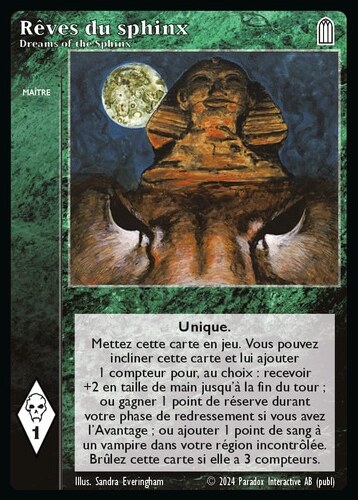 Rêves du sphinx
Dreams of the Sphinx
MAÎTRE
Unique.
Mettez cette carte en jeu. Vous pouvez
incliner cette carte et lui ajouter
1 compteur pour, au choix : recevoir
+2 en taille de main jusqu'à la fin du tour ;
ou gagner 1 point de réserve durant
votre phase de redressement si vous avez
l'Avantage ; ou ajouter 1 point de sang à
un vampire dans votre région incontrôlée.
Brûlez cette carte si elle a 3 compteurs.
1
Illus. Sandra Everingham
© 2024 Paradox Interactive AB (publ)